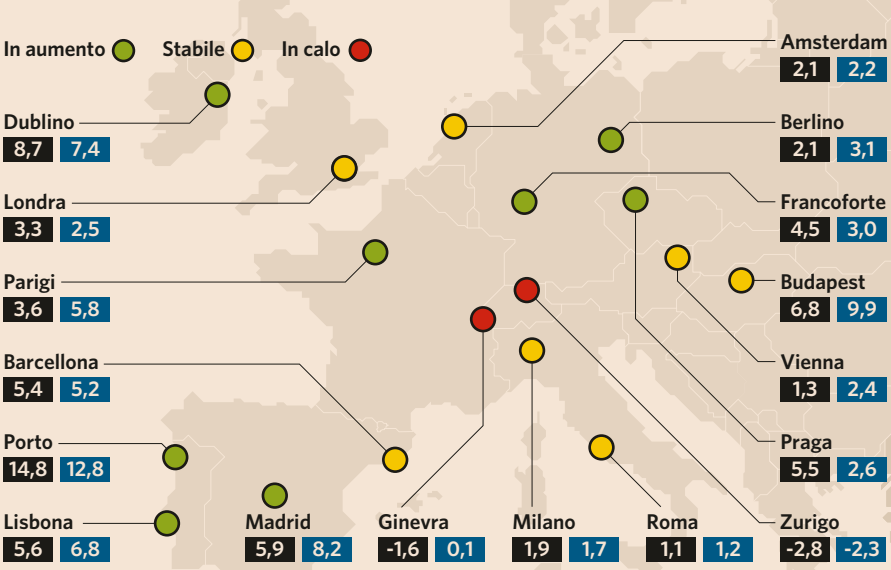 In aumento Stabile In calo
Dublino
8,7 7,4
Londra
3,3 2,5
Parigi
3,6 5,8
Barcellona
5,4 5,2
Porto
14,8 12,8
Lisbona
5,6 6,8
Madrid
5,9 8,2
Ginevra
-1,6 0,1
Milano
1,9 1,7
Roma
1,1 1,2
Amsterdam
2,1 2,2
Berlino
2,1 3,1
Francoforte
4,5 3,0
Budapest
6,8 9,9
Vienna
1,3 2,4
Praga
5,5 2,6
Zurigo
-2,8 -2,3